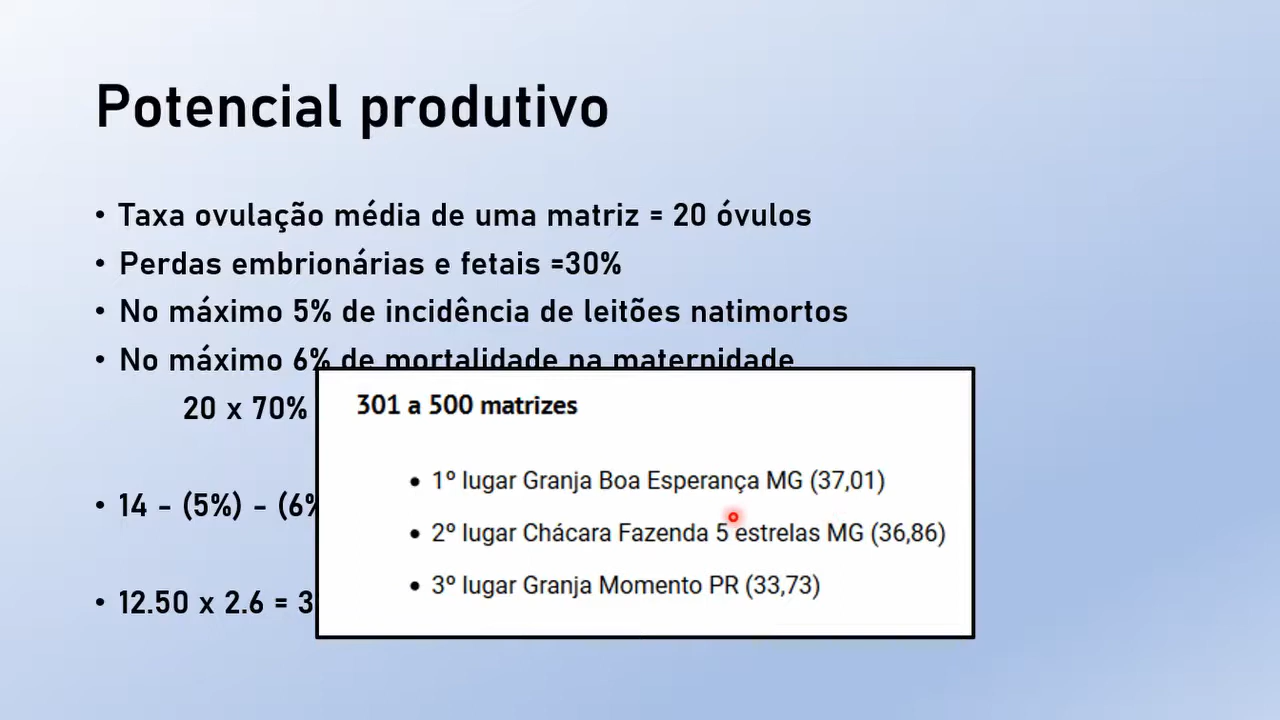 Potencial produtivo
• Taxa ovulação média de uma matriz = 20 óvulos
• Perdas embrionárias e fetais =30%
• No máximo 5% de incidência de leitões natimortos
• No máximo 6% de mortalidade na maternidade
20 x 70%
• 14 - (5%) - (6%
• 12.50 x 2.6 = 3
301 a 500 matrizes
• 1º lugar Granja Boa Esperança MG (37,01)
• 2º lugar Chácara Fazenda 5 estrelas MG (36,86)
• 3º lugar Granja Momento PR (33,73)